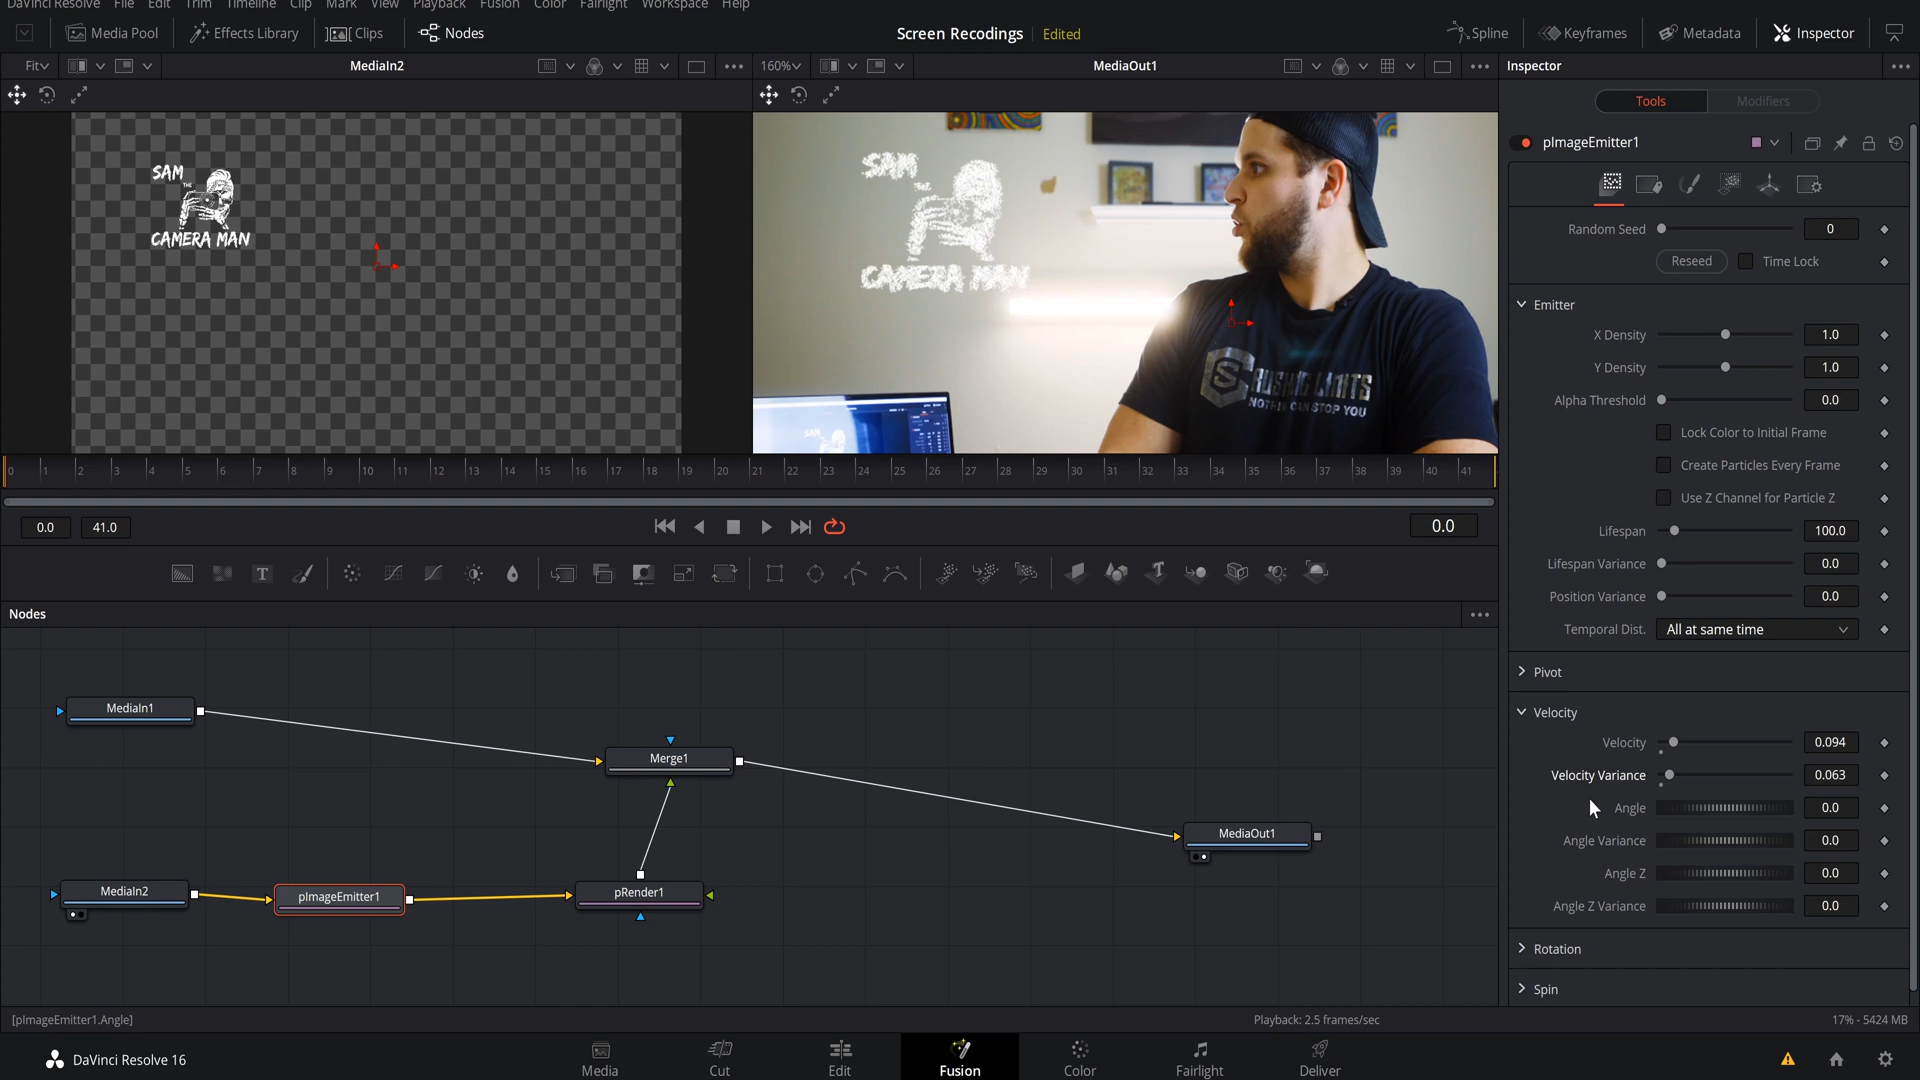 DaVinci Resolve File Edit Trim Timeline Clip Mark View Playback Fusion Color Fairlight Workspace Help
Media Pool Effects Library Clips Nodes Screen Recodings Edited Spline Keyframes Metadata Inspector
Fit MediaIn2 160% MediaOut1 Inspector
Tools Modifiers
pImageEmitter1
SAM
THE
CAMERA MAN
SAM
CAMERA MAN
NOTHIN CAN STOP YOU
Random Seed 0
Reseed Time Lock
Emitter
X Density 1.0
Y Density 1.0
Alpha Threshold 0.0
Lock Color to Initial Frame
Create Particles Every Frame
Use Z Channel for Particle Z
Lifespan 100.0
Lifespan Variance 0.0
Position Variance 0.0
Temporal Dist. All at same time
Pivot
Velocity
Velocity 0.094
Velocity Variance 0.063
Angle 0.0
Angle Variance 0.0
Angle Z 0.0
Angle Z Variance 0.0
Rotation
Spin
0 1 2 3 4 5 6 7 8 9 10 11 12 13 14 15 16 17 18 19 20 21 22 23 24 25 26 27 28 29 30 31 32 33 34 35 36 37 38 39 40 41
0.0 41.0 0.0
Nodes
MediaIn1
Merge1
MediaOut1
MediaIn2 pImageEmitter1 pRender1
[pImageEmitter1.Angle] Playback: 2.5 frames/sec 17% - 5424 MB
DaVinci Resolve 16 Media Cut Edit Fusion Color Fairlight Deliver